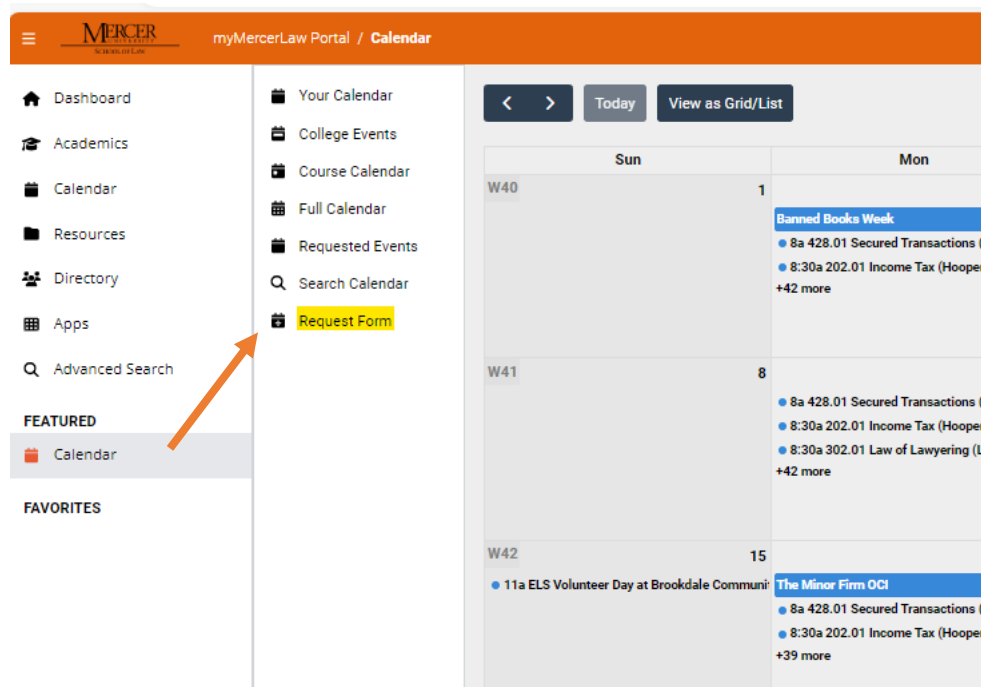 MERCER
UNIVERSITY
SCHOOL OF LAW
myMercerLaw Portal / Calendar
Dashboard
Academics
Calendar
Resources
Directory
Apps
Advanced Search
FEATURED
Calendar
FAVORITES
Your Calendar
College Events
Course Calendar
Full Calendar
Requested Events
Search Calendar
Request Form
Today
View as Grid/List
Sun
Mon
W40
1
Banned Books Week
8a 428.01 Secured Transactions (
8:30a 202.01 Income Tax (Hooper
+42 more
W41
8
8a 428.01 Secured Transactions (
8:30a 202.01 Income Tax (Hooper
8:30a 302.01 Law of Lawyering (L
+42 more
W42
15
11a ELS Volunteer Day at Brookdale Communit
The Minor Firm OCI
8a 428.01 Secured Transactions (
8:30a 202.01 Income Tax (Hooper
+39 more